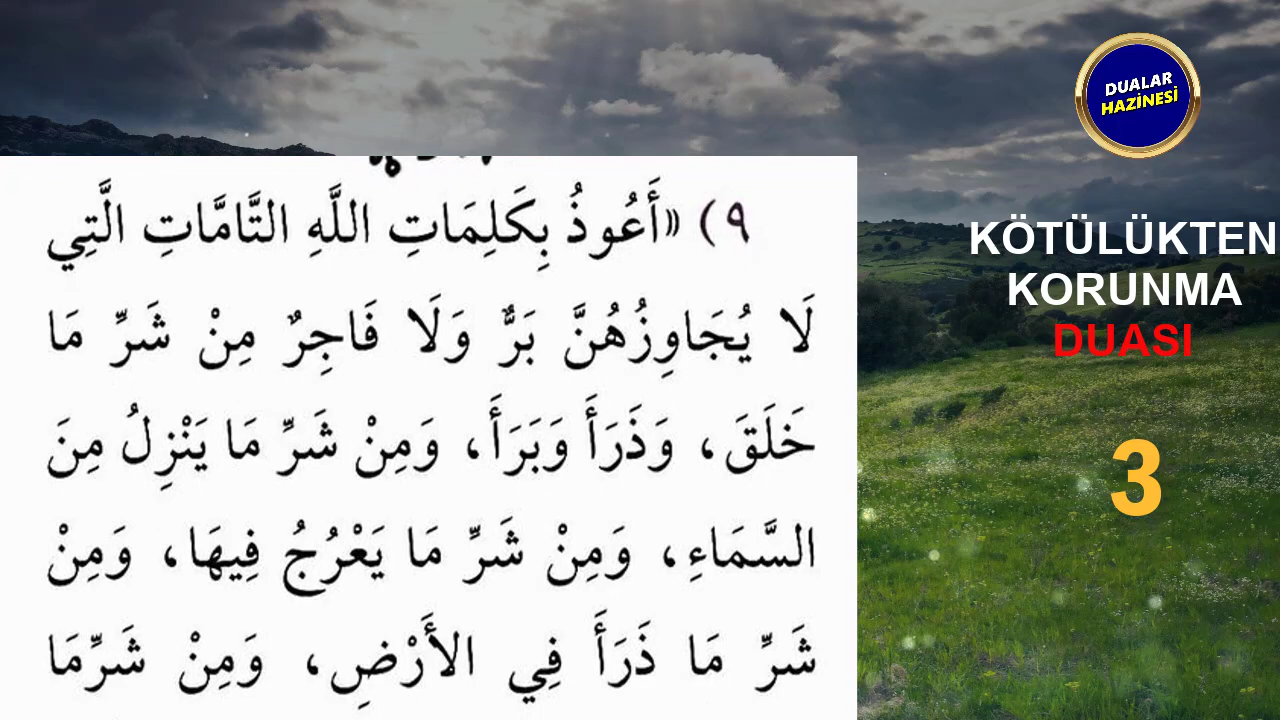 DUALAR
HAZİNESİ
٩) «أَعُوذُ بِكَلِمَاتِ اللَّهِ التَّامَّاتِ الَّتِي
لَا يُجَاوِزُهُنَّ بَرٌّ وَلَا فَاجِرٌ مِنْ شَرِّ مَا
خَلَقَ، وَذَرَأَ وَبَرَأَ، وَمِنْ شَرِّ مَا يَنْزِلُ مِنَ
السَّمَاءِ، وَمِنْ شَرِّ مَا يَعْرُجُ فِيهَا، وَمِنْ
شَرِّ مَا ذَرَأَ فِي الأَرْضِ، وَمِنْ شَرِّمَا
KÖTÜLÜKTEN
KORUNMA
DUASI
3